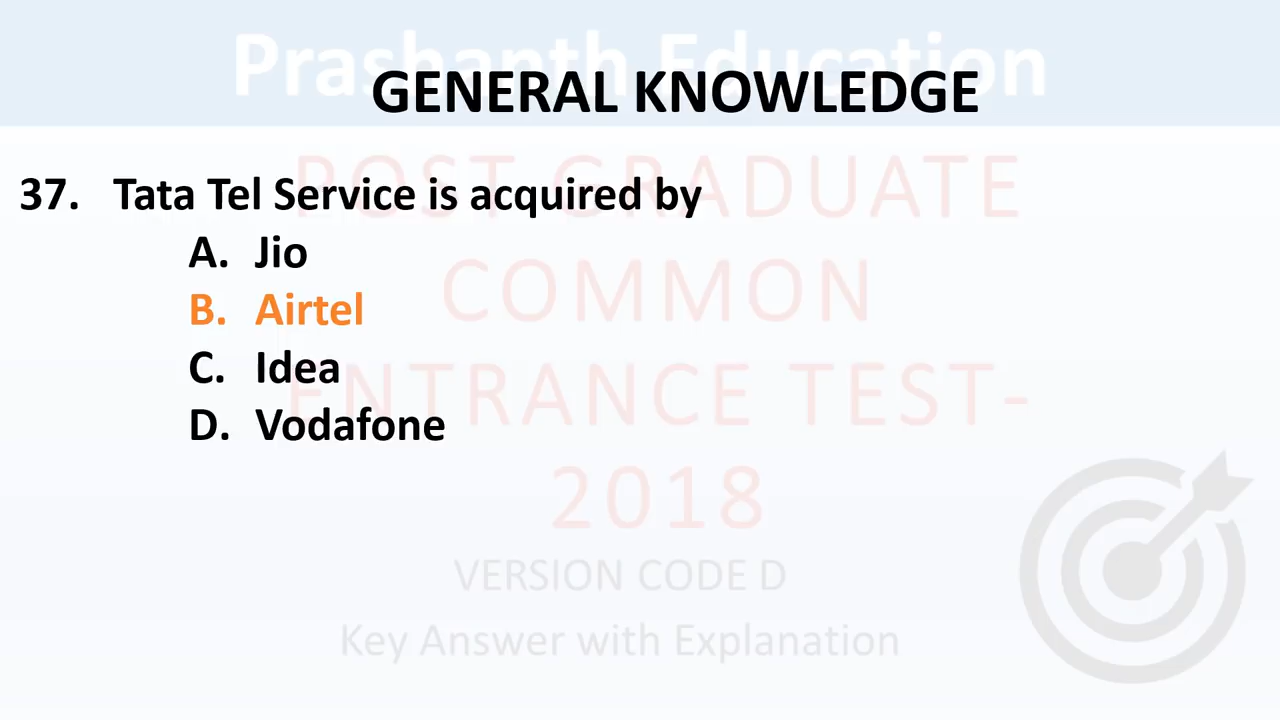 Prashanth Education
GENERAL KNOWLEDGE
POST GRADUATE
37. Tata Tel Service is acquired by
A. Jio
COMMON
B. Airtel
C. Idea
ENTRANCE TEST-
D. Vodafone
2018
VERSION CODE D
Key Answer with Explanation